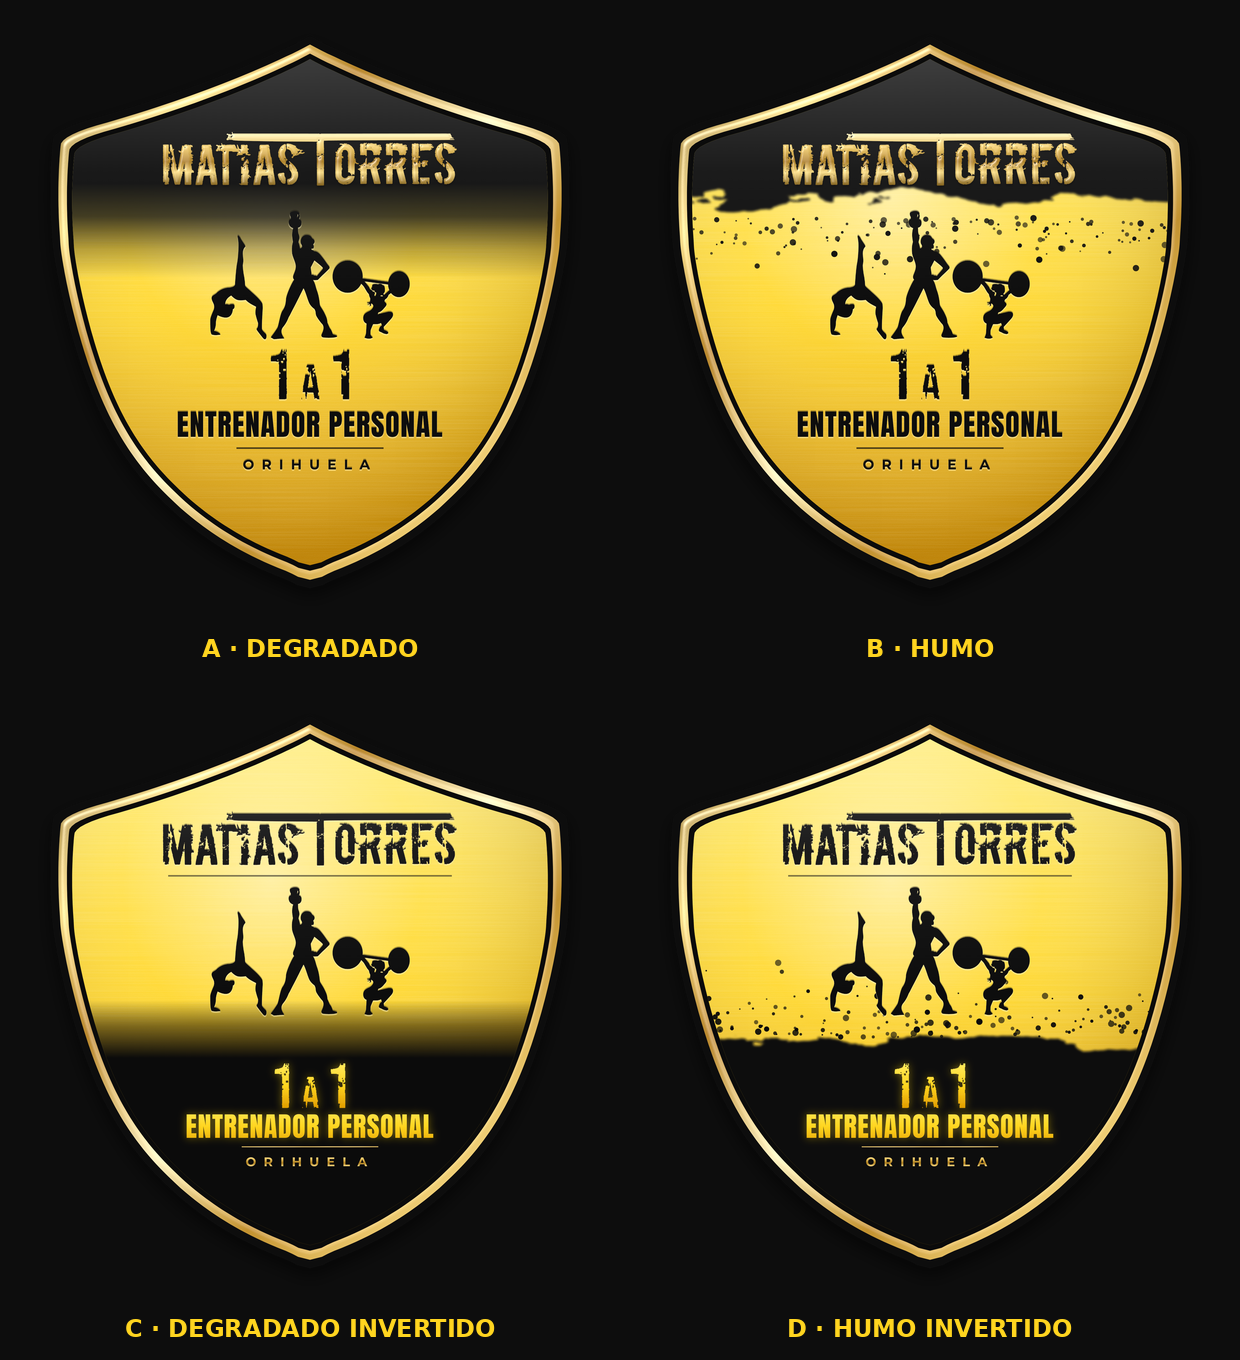 MATIAS TORRES
1 A 1
ENTRENADOR PERSONAL
ORIHUELA
A · DEGRADADO
MATIAS TORRES
1 A 1
ENTRENADOR PERSONAL
ORIHUELA
B · HUMO
MATIAS TORRES
1 A 1
ENTRENADOR PERSONAL
ORIHUELA
C · DEGRADADO INVERTIDO
MATIAS TORRES
1 A 1
ENTRENADOR PERSONAL
ORIHUELA
D · HUMO INVERTIDO